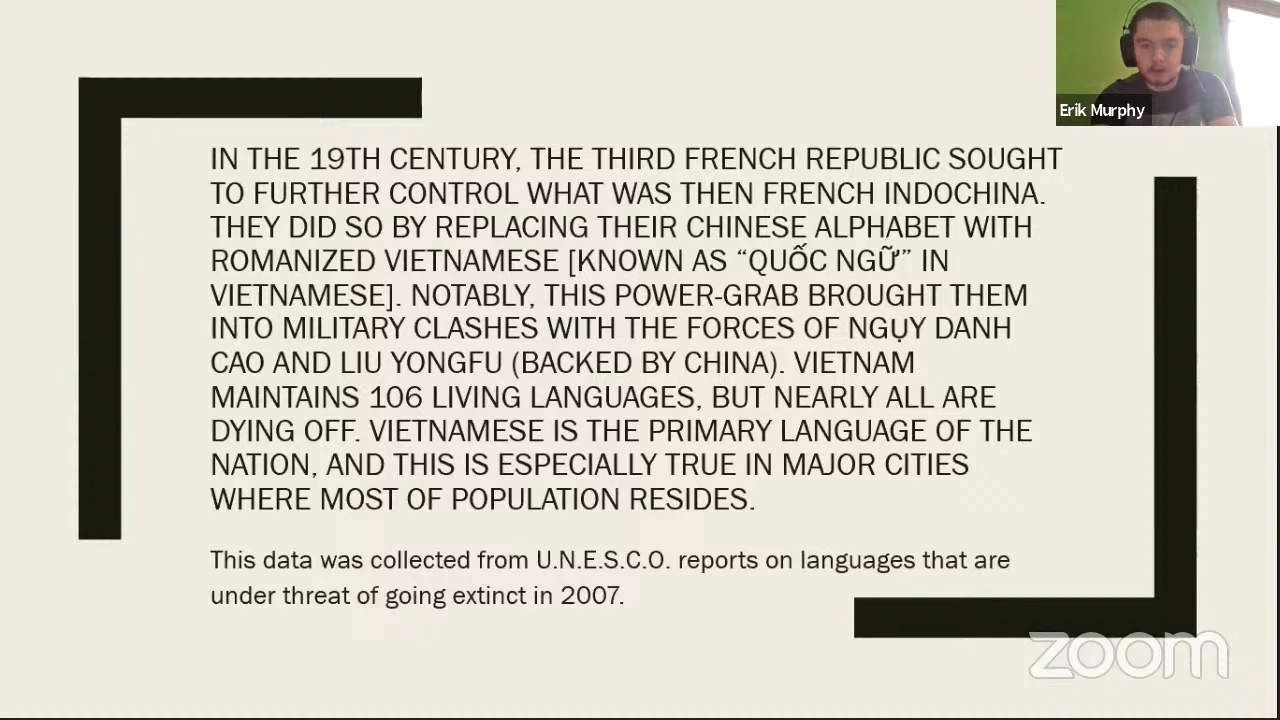 Erik Murphy
IN THE 19TH CENTURY, THE THIRD FRENCH REPUBLIC SOUGHT
TO FURTHER CONTROL WHAT WAS THEN FRENCH INDOCHINA.
THEY DID SO BY REPLACING THEIR CHINESE ALPHABET WITH
ROMANIZED VIETNAMESE [KNOWN AS “QUỐC NGỮ” IN
VIETNAMESE]. NOTABLY, THIS POWER-GRAB BROUGHT THEM
INTO MILITARY CLASHES WITH THE FORCES OF NGỤY DANH
CAO AND LIU YONGFU (BACKED BY CHINA). VIETNAM
MAINTAINS 106 LIVING LANGUAGES, BUT NEARLY ALL ARE
DYING OFF. VIETNAMESE IS THE PRIMARY LANGUAGE OF THE
NATION, AND THIS IS ESPECIALLY TRUE IN MAJOR CITIES
WHERE MOST OF POPULATION RESIDES.
This data was collected from U.N.E.S.C.O. reports on languages that are
under threat of going extinct in 2007.
zoom